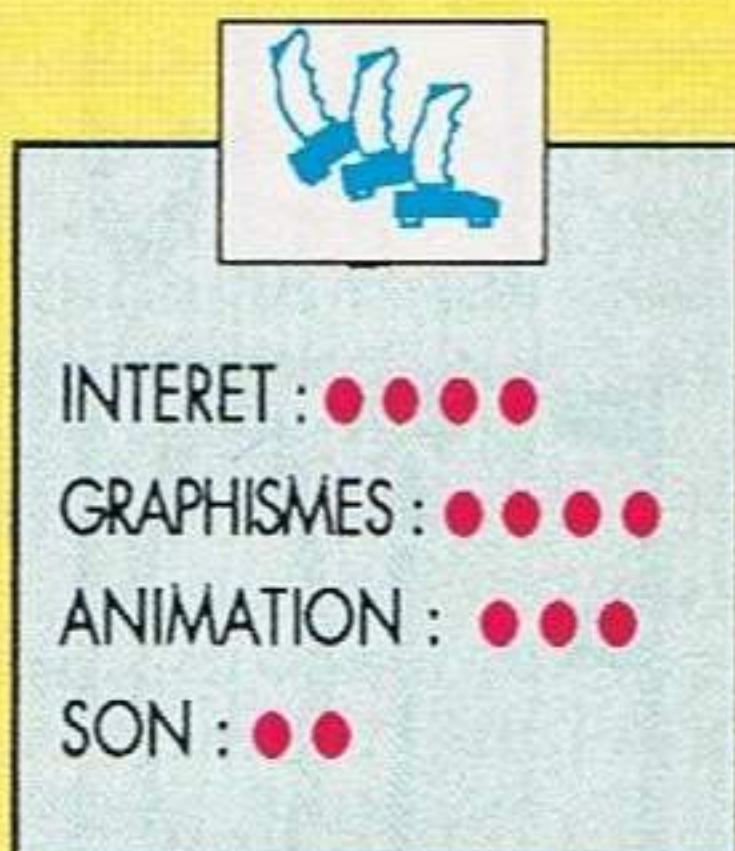 INTERET : ●●●●
GRAPHISMES : ●●●●
ANIMATION : ●●●
SON : ●●